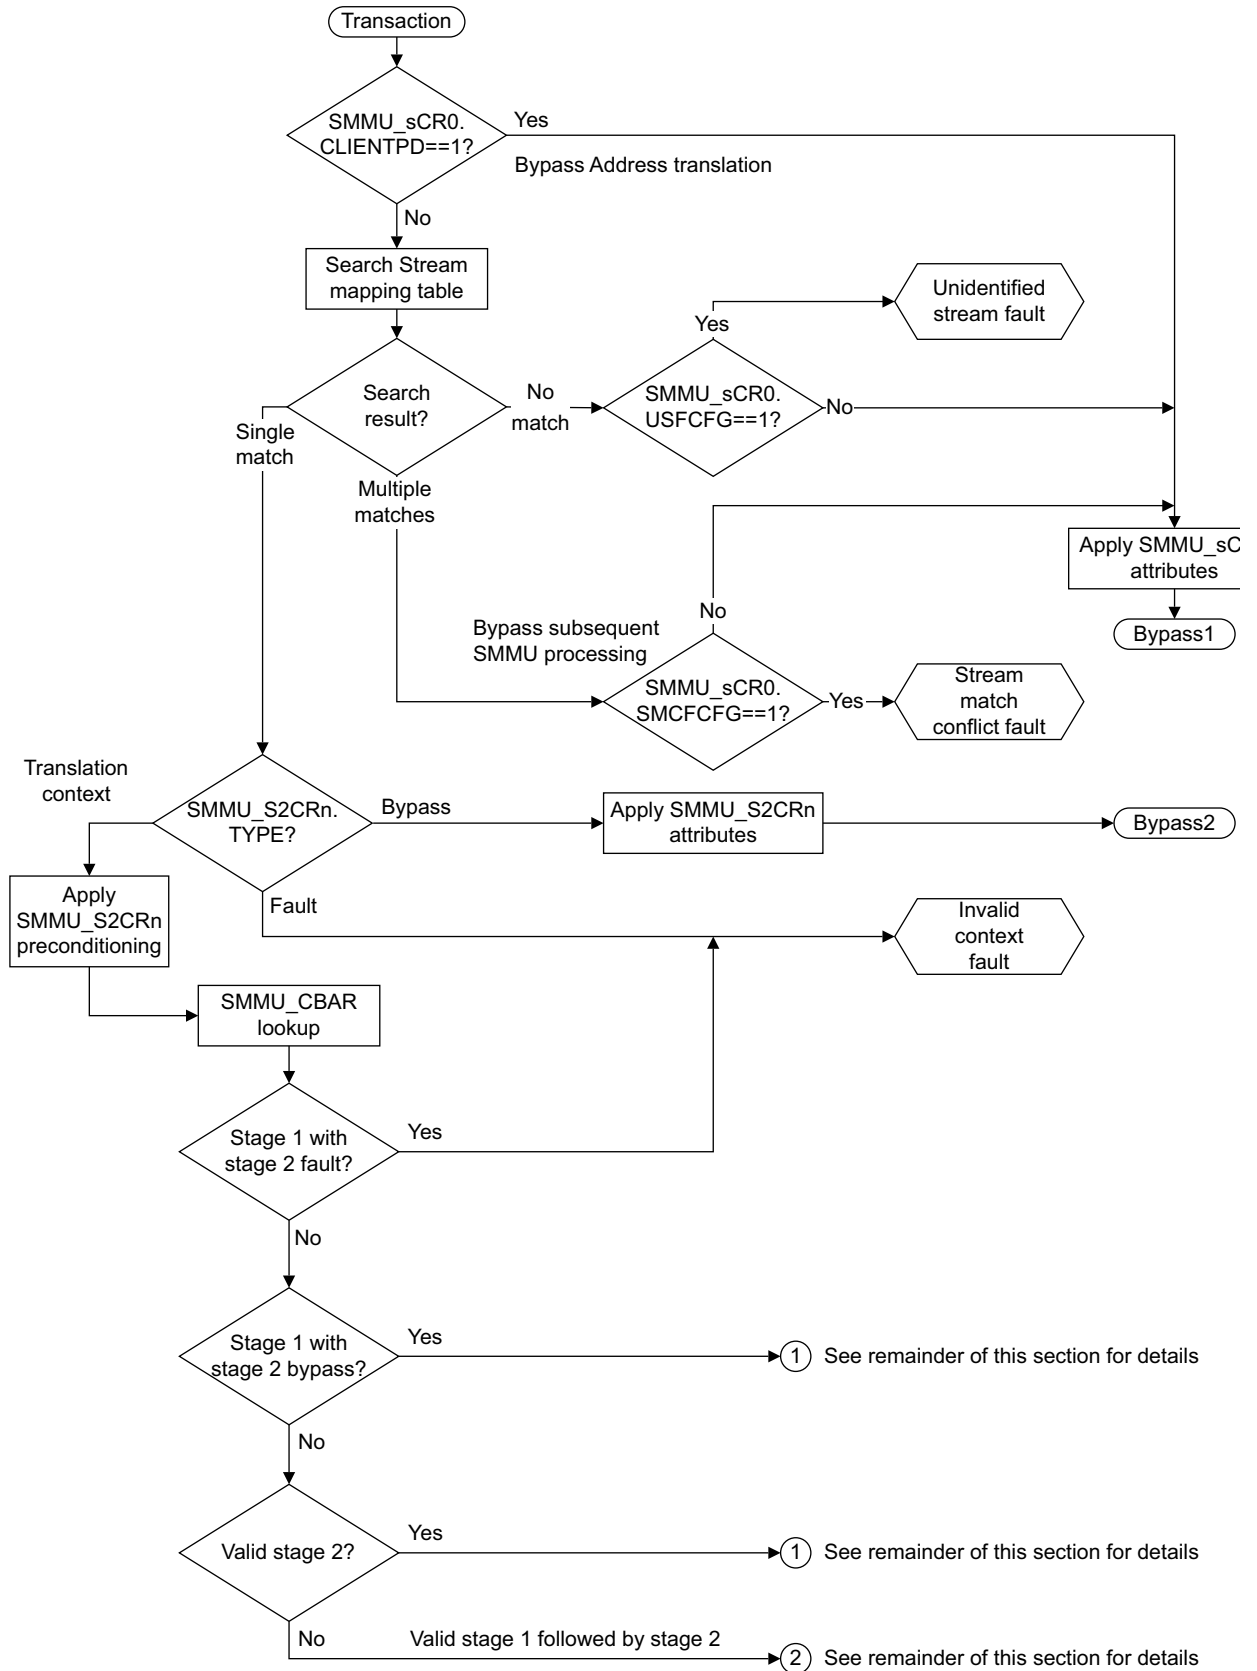 Transaction
SMMU_sCR0.
CLIENTPD==1?
Yes
Bypass Address translation
No
Search Stream
mapping table
Unidentified
stream fault
Yes
Search
result?
No
match
SMMU_sCR0.
USFCFG==1?
No
Single
match
Multiple
matches
Apply SMMU_sC
attributes
No
Bypass1
Bypass subsequent
SMMU processing
SMMU_sCR0.
SMCFCFG==1?
Yes
Stream
match
conflict fault
Translation
context
SMMU_S2CRn.
TYPE?
Bypass
Apply SMMU_S2CRn
attributes
Bypass2
Apply
SMMU_S2CRn
preconditioning
Fault
Invalid
context
fault
SMMU_CBAR
lookup
Stage 1 with
stage 2 fault?
Yes
No
Stage 1 with
stage 2 bypass?
Yes
1 See remainder of this section for details
No
Valid stage 2?
Yes
1 See remainder of this section for details
No
Valid stage 1 followed by stage 2
2 See remainder of this section for details